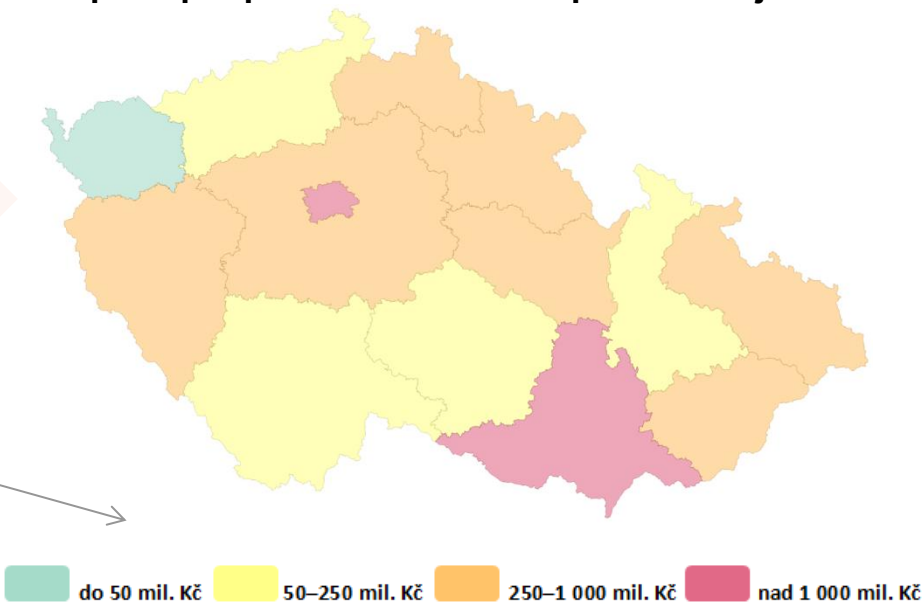 do 50 mil. Kč
50–250 mil. Kč
250–1 000 mil. Kč
nad 1 000 mil. Kč